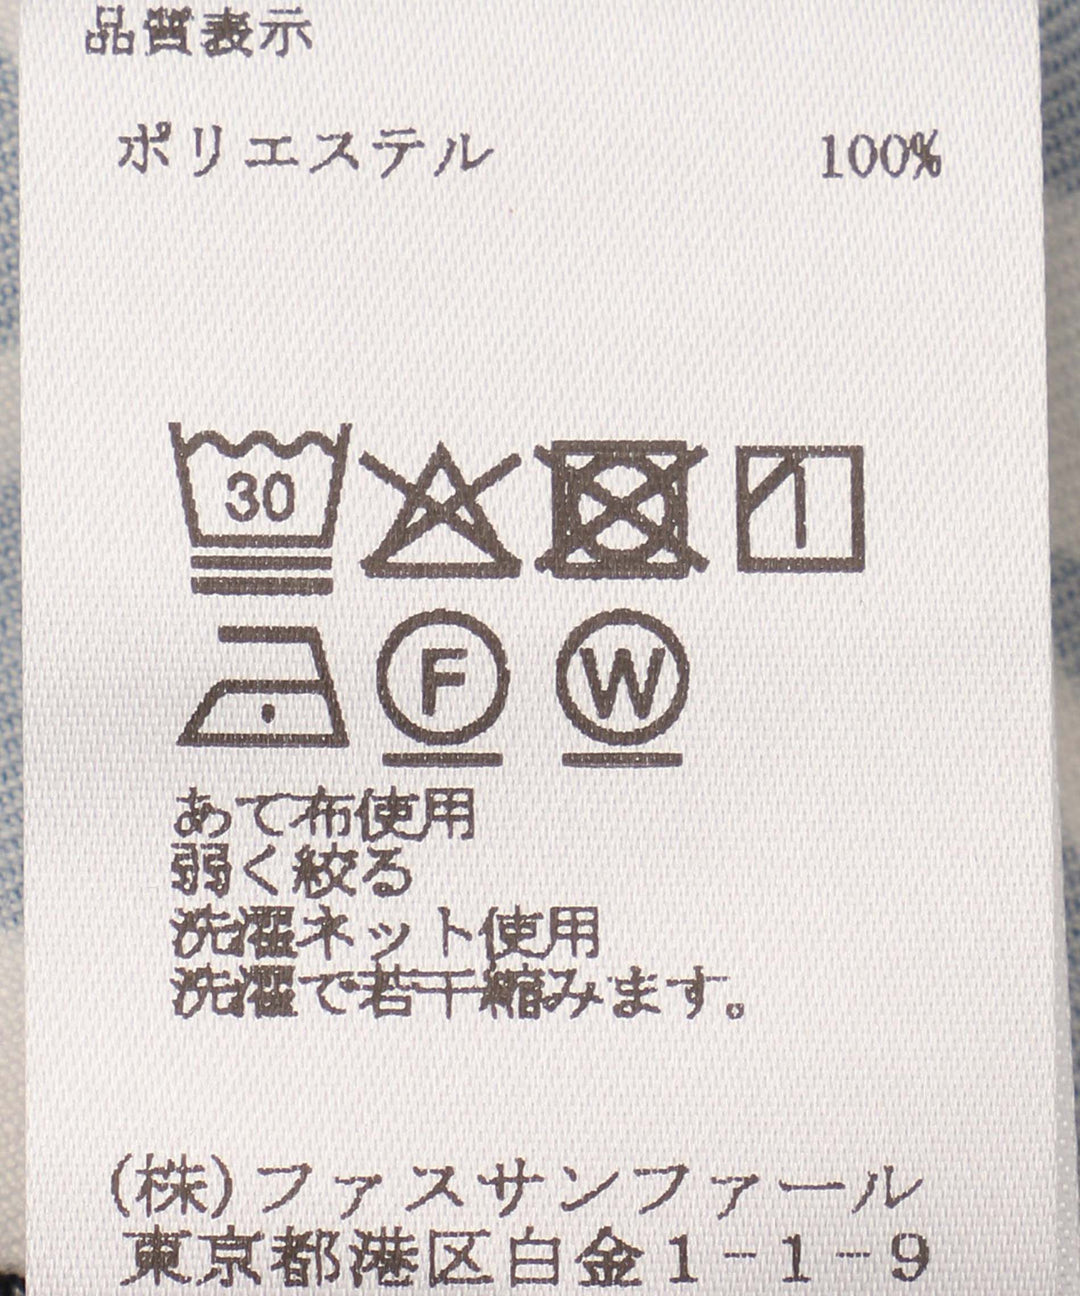 品質表示
ポリエステル 100%
30
F W
あて布使用
弱く絞る
洗濯ネット使用
洗濯で若干縮みます。
(株)ファスサンファール
東京都港区白金1-1-9